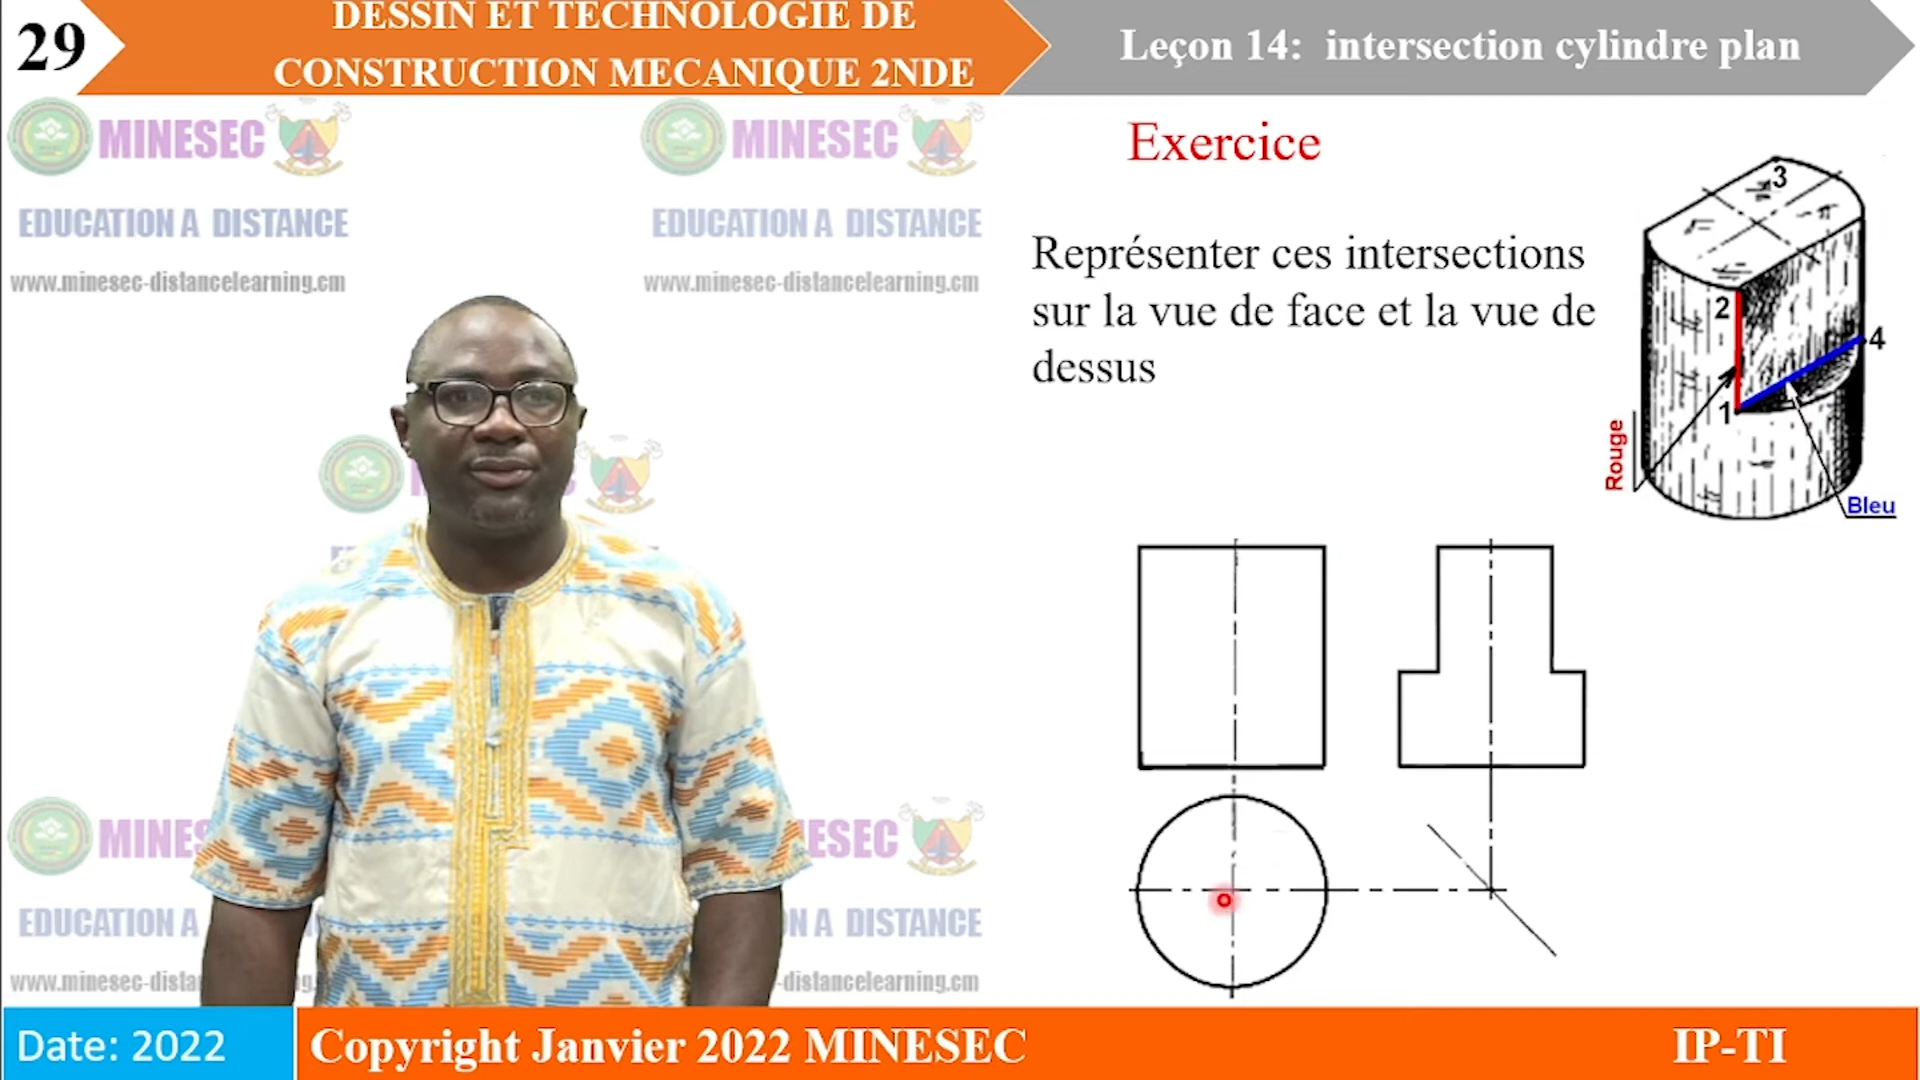 29
DESSIN ET TECHNOLOGIE DE
CONSTRUCTION MECANIQUE 2NDE
Leçon 14: intersection cylindre plan
MINESEC
EDUCATION A DISTANCE
www.minesec-distancelearning.cm
MINESEC
EDUCATION A DISTANCE
www.minesec-distancelearning.cm
Exercice
Représenter ces intersections
sur la vue de face et la vue de
dessus
3
2
4
1
Rouge
Bleu
MINES
EDUCATION A
www.minesec-dista
ESEC
N A DISTANCE
-distancelearning.cm
Date: 2022
Copyright Janvier 2022 MINESEC
IP-TI